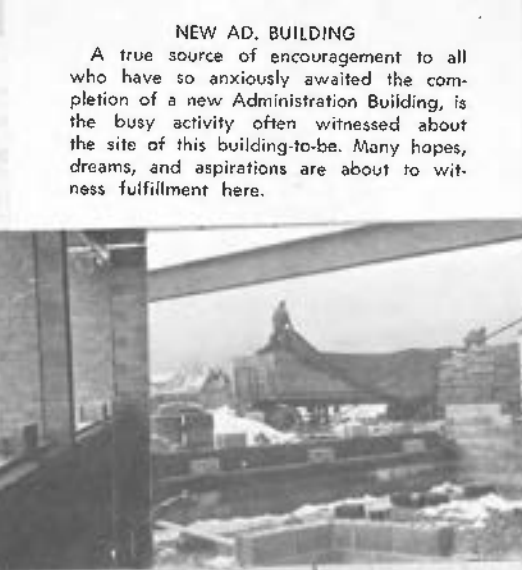 NEW AD. BUILDING
A true source of encouragement to all
who have so anxiously awaited the com-
pletion of a new Administration Building, is
the busy activity often witnessed about
the site of this building-to-be. Many hopes,
dreams, and aspirations are about to wit-
ness fulfillment here.